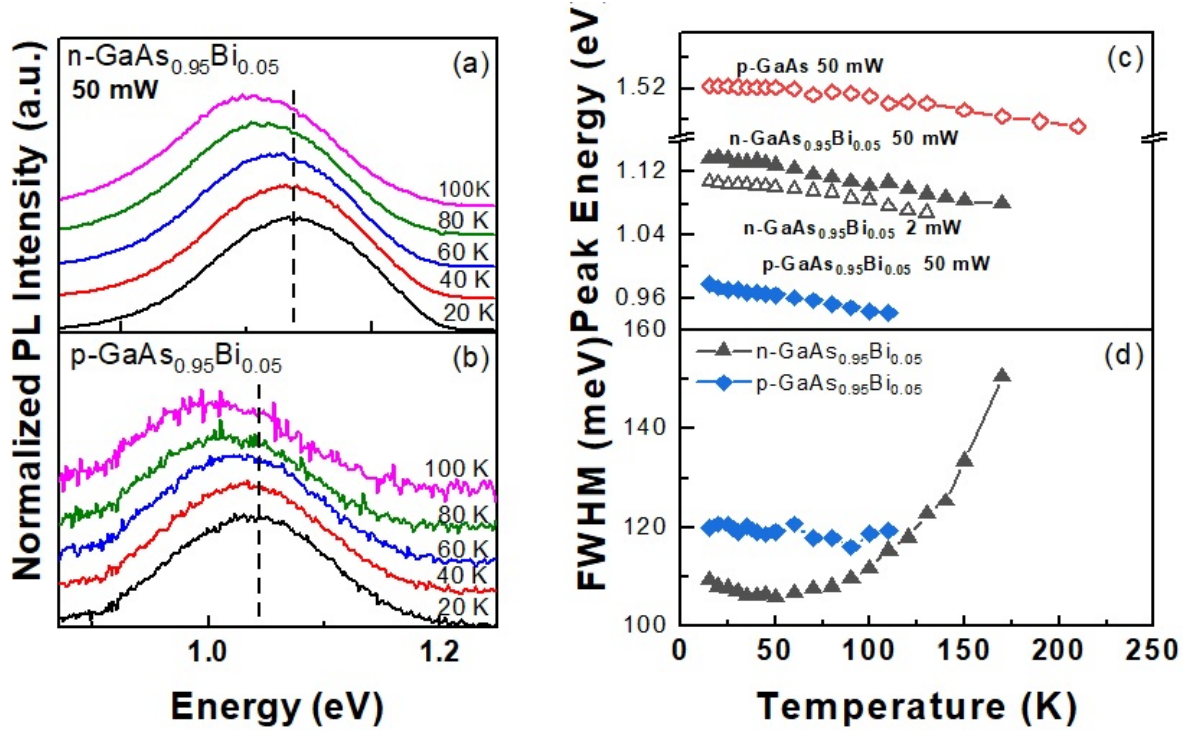 Normalized PL Intensity (a.u.)
n-GaAs0.95Bi0.05
50 mW
(a)
100K
80 K
60 K
40 K
20 K
p-GaAs0.95Bi0.05
(b)
100 K
80 K
60 K
40 K
20 K
1.0
1.2
Energy (eV)
Peak Energy (eV
1.52
1.12
1.04
0.96
(c)
p-GaAs 50 mW
n-GaAs0.95Bi0.05 50 mW
n-GaAs0.95Bi0.05 2 mW
p-GaAs0.95Bi0.05 50 mW
FWHM (meV)
160
140
120
100
n-GaAs0.95Bi0.05
p-GaAs0.95Bi0.05
(d)
0
50
100
150
200
250
Temperature (K)